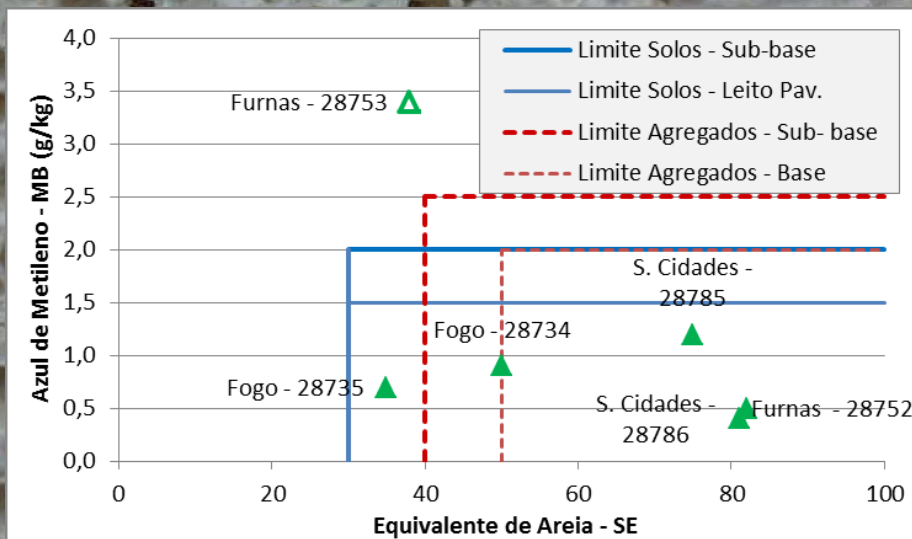 4,0
3,5
3,0
2,5
2,0
1,5
1,0
0,5
0,0
Azul de Metileno - MB (g/kg)
Limite Solos - Sub-base
Limite Solos - Leito Pav.
Limite Agregados - Sub- base
Limite Agregados - Base
Furnas - 28753
S. Cidades -
28785
Fogo - 28734
Fogo - 28735
S. Cidades -
28786
Furnas - 28752
0
20
40
60
80
100
Equivalente de Areia - SE